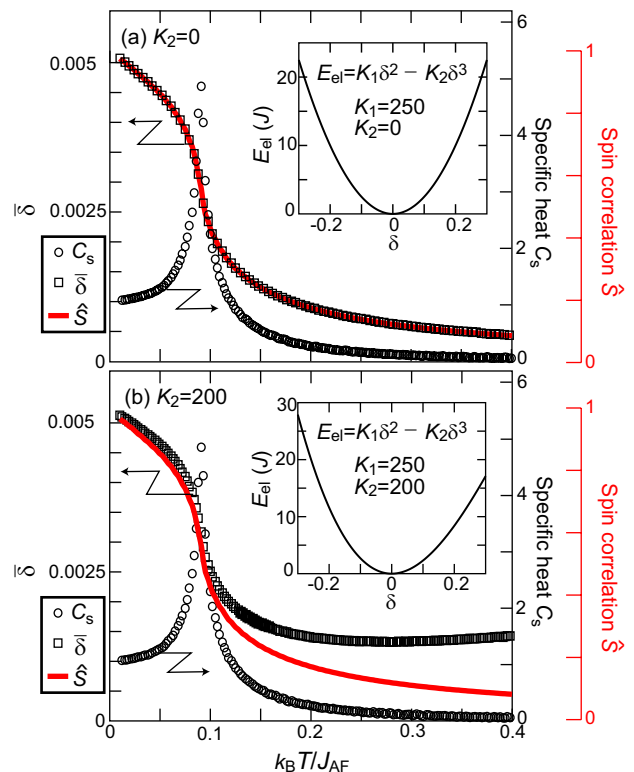 (a) K₂=0
E_el=K₁δ² − K₂δ³
K₁=250
K₂=0
E_el (J)
20
10
0
-0.2
0
0.2
δ
0.005
0.0025
0
δ̄
C_s
δ̄
Ŝ
6
4
2
0
Specific heat C_s
1
0
Spin correlation Ŝ
(b) K₂=200
E_el=K₁δ² − K₂δ³
K₁=250
K₂=200
E_el (J)
30
20
10
0
-0.2
0
0.2
δ
0.005
0.0025
0
δ̄
C_s
δ̄
Ŝ
6
4
2
0
Specific heat C_s
1
0
Spin correlation Ŝ
0
0.1
0.2
0.3
0.4
k_BT/J_AF